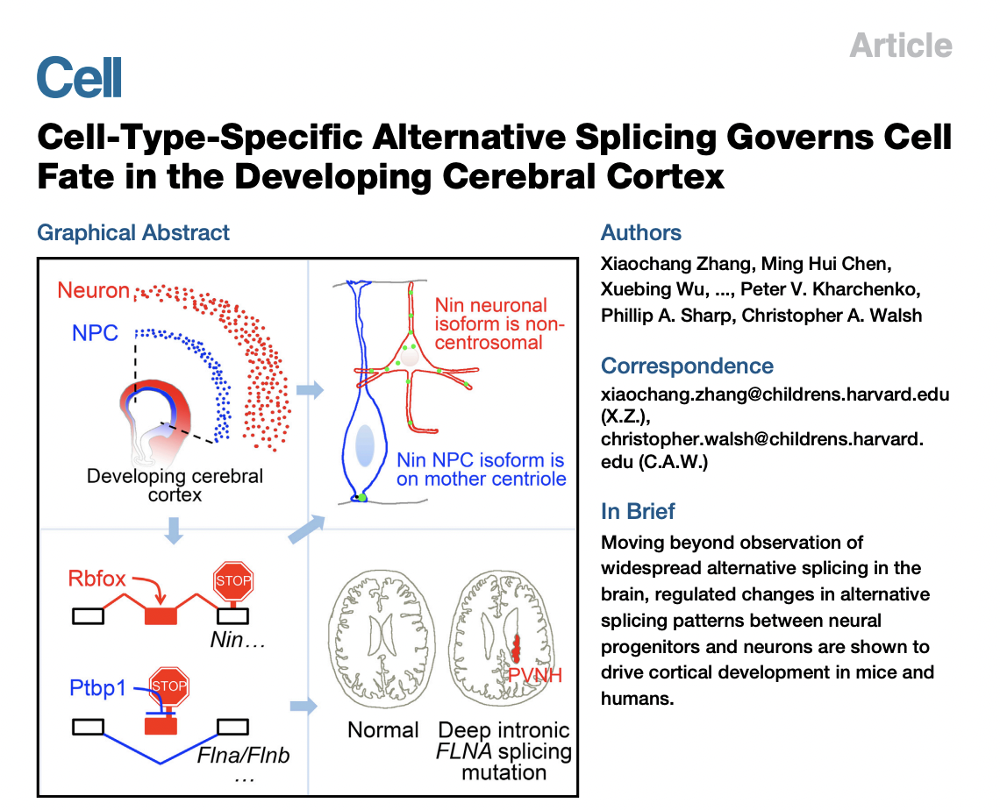 Article
Cell
Cell-Type-Specific Alternative Splicing Governs Cell
Fate in the Developing Cerebral Cortex
Graphical Abstract
Neuron
NPC
Developing cerebral
cortex
Nin neuronal
isoform is non-
centrosomal
Nin NPC isoform is
on mother centriole
Rbfox
STOP
Nin...
Ptbp1
STOP
Flna/Flnb
...
PVNH
Normal
Deep intronic
FLNA splicing
mutation
Authors
Xiaochang Zhang, Ming Hui Chen,
Xuebing Wu, ..., Peter V. Kharchenko,
Phillip A. Sharp, Christopher A. Walsh
Correspondence
xiaochang.zhang@childrens.harvard.edu
(X.Z.),
christopher.walsh@childrens.harvard.
edu (C.A.W.)
In Brief
Moving beyond observation of
widespread alternative splicing in the
brain, regulated changes in alternative
splicing patterns between neural
progenitors and neurons are shown to
drive cortical development in mice and
humans.